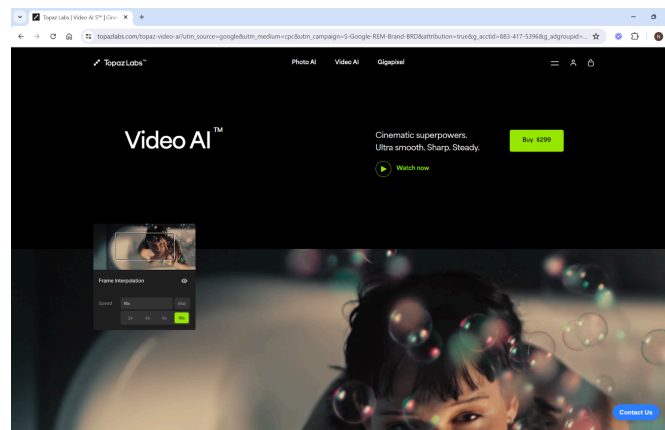 Topaz Labs | Video AI 5™ | Cine
topazlabs.com/topaz-video-ai?utm_source=google&utm_medium=cpc&utm_campaign=S-Google-REM-Brand-BRD&attribution=true&g_acctid=883-417-5396&g_adgroupid=...
N
Topaz Labs™
Photo AI Video AI Gigapixel
Video AI™
Cinematic superpowers.
Ultra smooth. Sharp. Steady.
Buy $299
Watch now
Frame Interpolation
Speed 16x Max
2x 4x 8x 16x
Contact Us